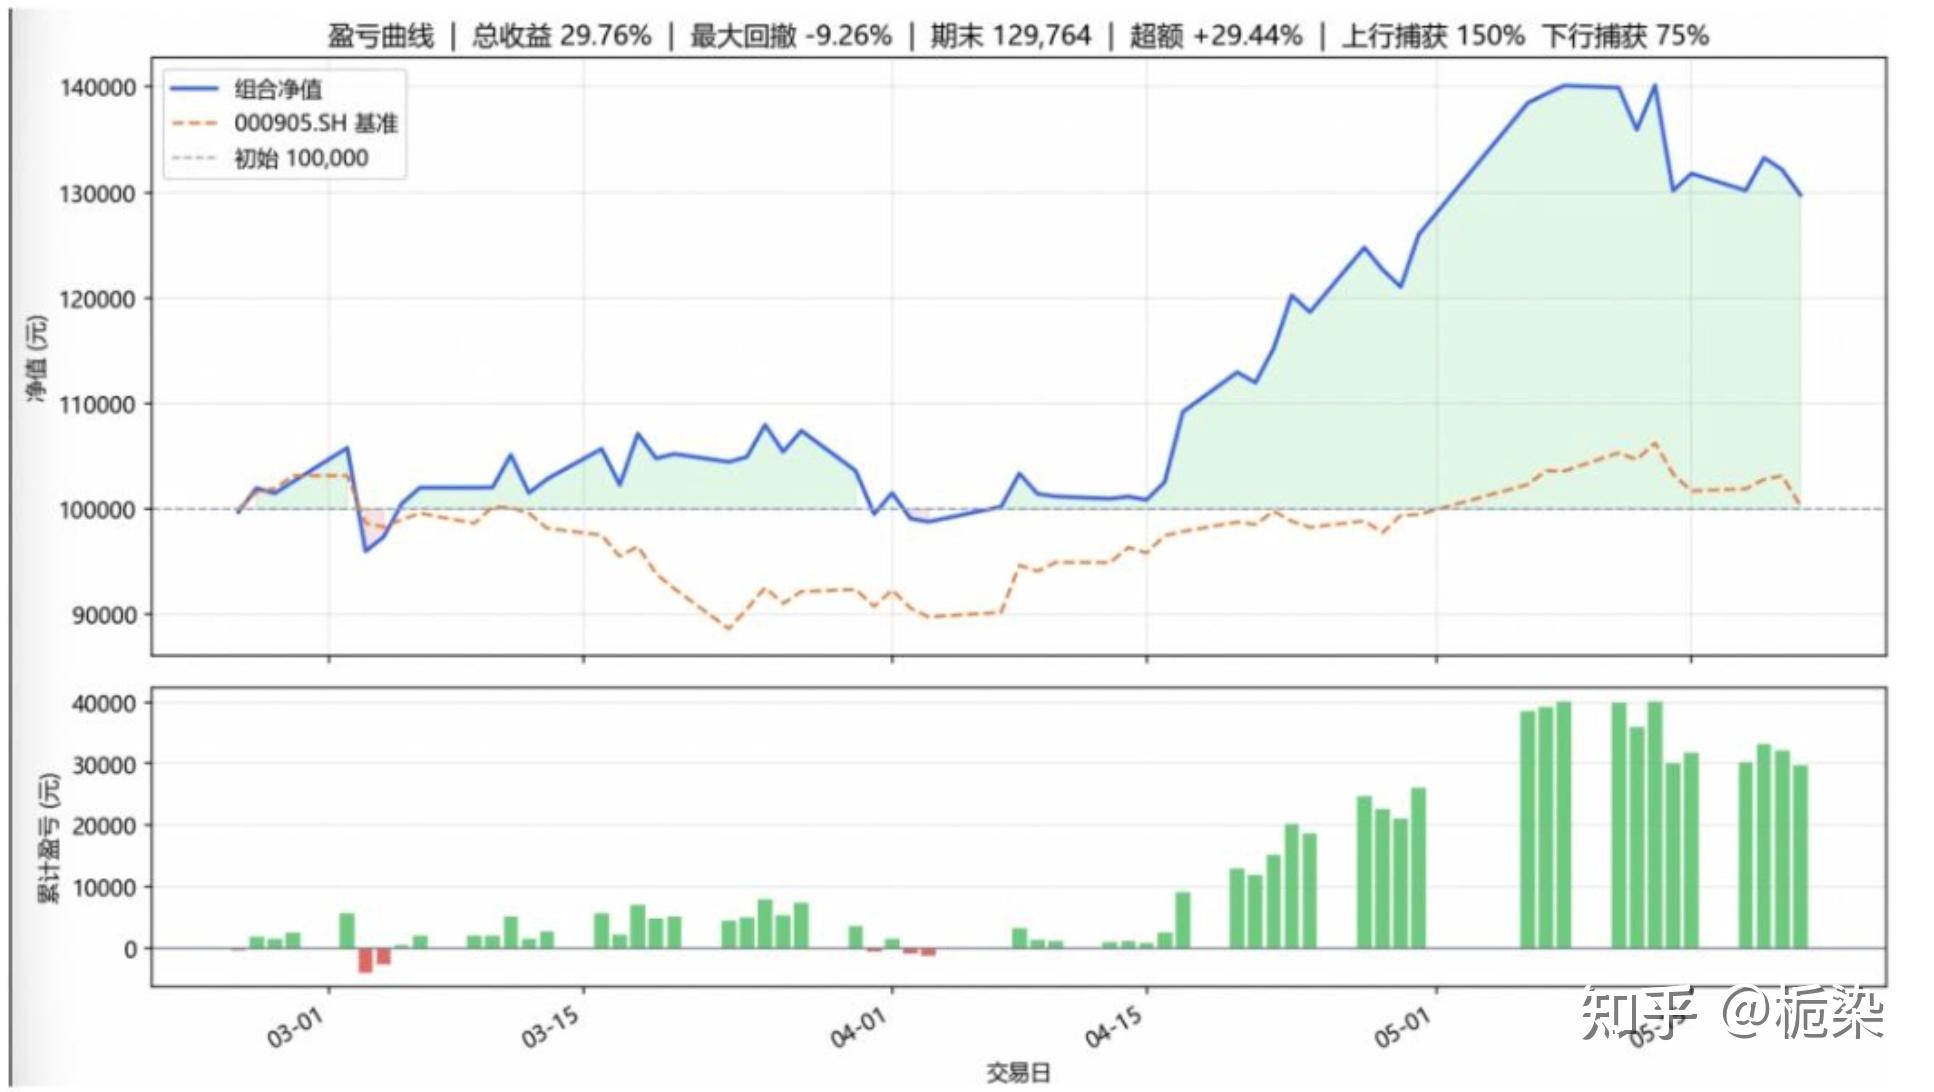 盈亏曲线 | 总收益 29.76% | 最大回撤 -9.26% | 期末 129,764 | 超额 +29.44% | 上行捕获 150% 下行捕获 75%
组合净值
000905.SH 基准
初始 100,000
140000
130000
120000
110000
100000
90000
净值 (元)
40000
30000
20000
10000
0
累计盈亏 (元)
03-01
03-15
04-01
04-15
05-01
05-15
交易日
知乎 @栀染